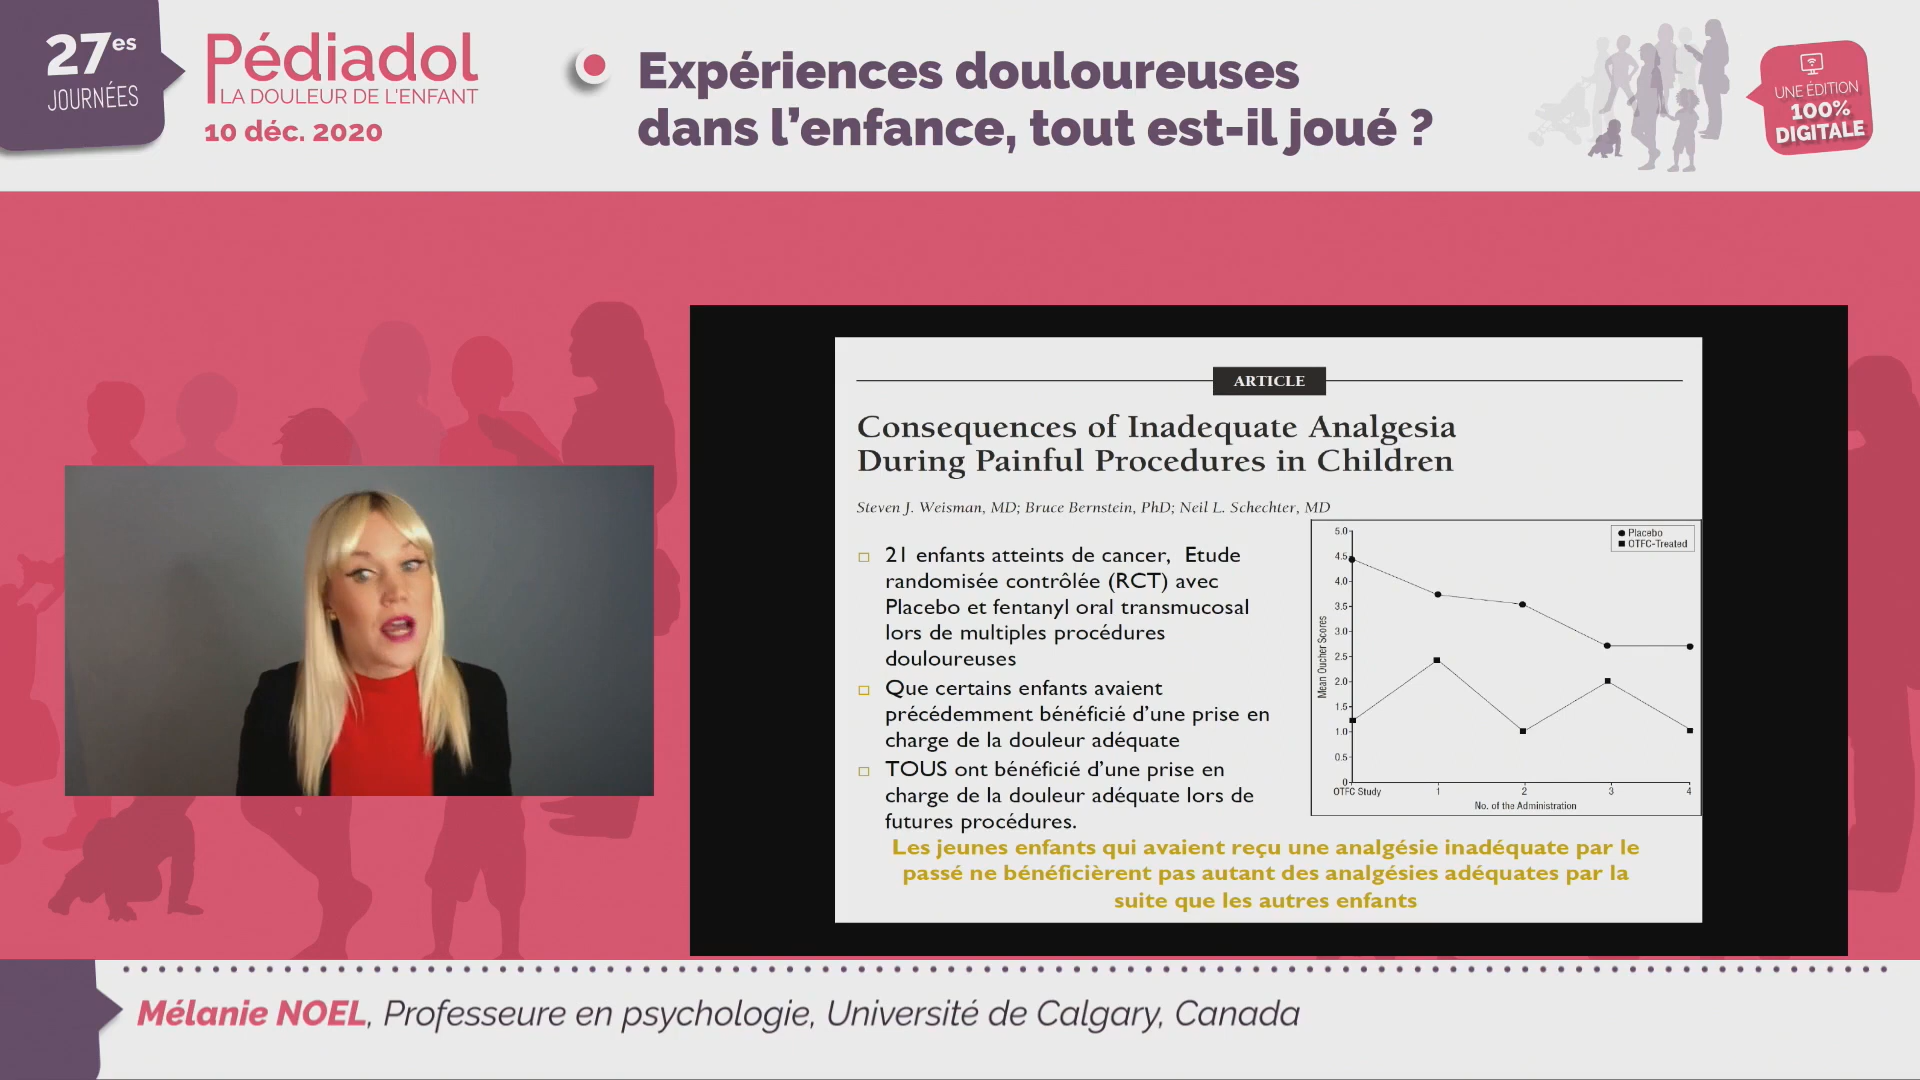 27es
JOURNÉES
Pédiadol
LA DOULEUR DE L'ENFANT
10 déc. 2020
Expériences douloureuses
dans l'enfance, tout est-il joué ?
UNE ÉDITION
100%
DIGITALE
ARTICLE
Consequences of Inadequate Analgesia
During Painful Procedures in Children
Steven J. Weisman, MD; Bruce Bernstein, PhD; Neil L. Schechter, MD
21 enfants atteints de cancer, Etude
randomisée contrôlée (RCT) avec
Placebo et fentanyl oral transmucosal
lors de multiples procédures
douloureuses
Que certains enfants avaient
précédemment bénéficié d'une prise en
charge de la douleur adéquate
TOUS ont bénéficié d'une prise en
charge de la douleur adéquate lors de
futures procédures.
Placebo
OTFC-Treated
Mean Oucher Scores
5.0
4.5
4.0
3.5
3.0
2.5
2.0
1.5
1.0
0.5
0
OTFC Study 1 2 3 4
No. of the Administration
Les jeunes enfants qui avaient reçu une analgésie inadéquate par le
passé ne bénéficièrent pas autant des analgésies adéquates par la
suite que les autres enfants
Mélanie NOEL, Professeure en psychologie, Université de Calgary, Canada